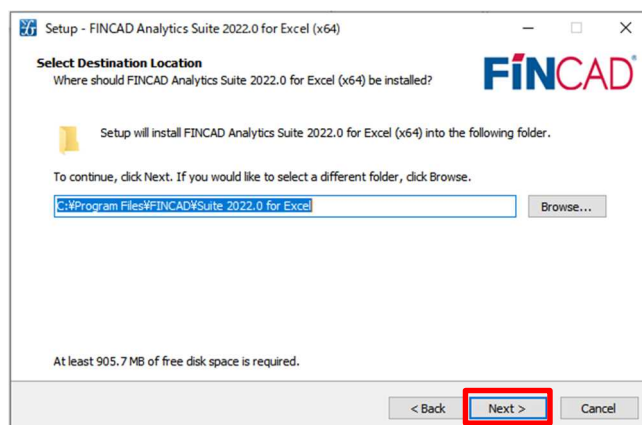 Setup - FINCAD Analytics Suite 2022.0 for Excel (x64)
Select Destination Location
Where should FINCAD Analytics Suite 2022.0 for Excel (x64) be installed?
FINCAD
Setup will install FINCAD Analytics Suite 2022.0 for Excel (x64) into the following folder.
To continue, click Next. If you would like to select a different folder, click Browse.
C:¥Program Files¥FINCAD¥Suite 2022.0 for Excel
Browse...
At least 905.7 MB of free disk space is required.
< Back
Next >
Cancel